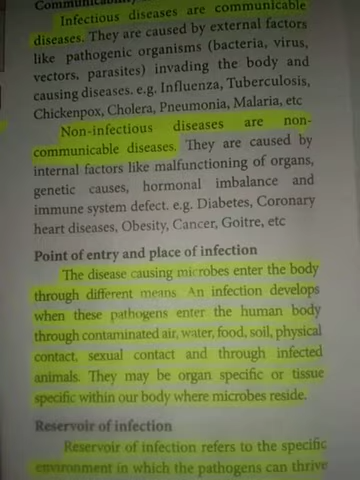 Infectious diseases are communicable
diseases. They are caused by external factors
like pathogenic organisms (bacteria, virus,
vectors, parasites) invading the body and
causing diseases. e.g. Influenza, Tuberculosis,
Chickenpox, Cholera, Pneumonia, Malaria, etc
Non-infectious diseases are non-
communicable diseases. They are caused by
internal factors like malfunctioning of organs,
genetic causes, hormonal imbalance and
immune system defect. e.g. Diabetes, Coronary
heart diseases, Obesity, Cancer, Goitre, etc
Point of entry and place of infection
The disease causing microbes enter the body
through different means. An infection develops
when these pathogens enter the human body
through contaminated air, water, food, soil, physical
contact, sexual contact and through infected
animals. They may be organ specific or tissue
specific within our body where microbes reside.
Reservoir of infection
Reservoir of infection refers to the specific
environment in which the pathogens can thrive